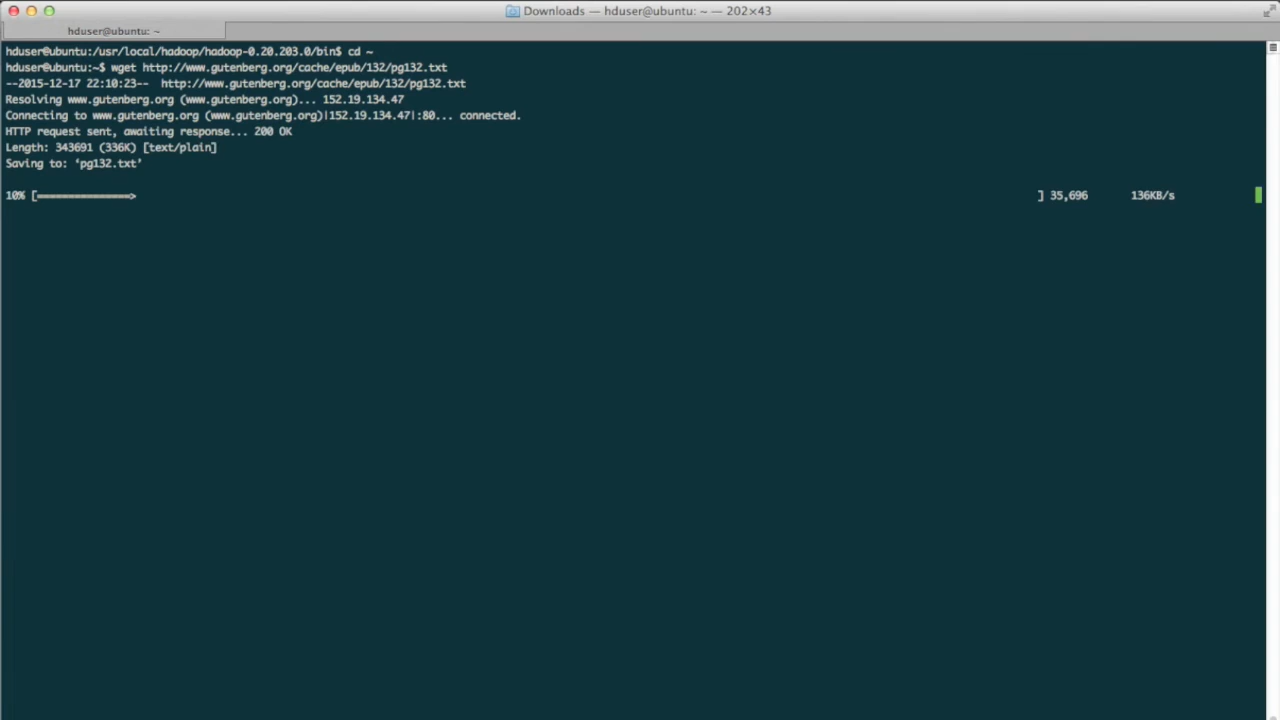 Downloads — hduser@ubuntu: ~ — 202×43
hduser@ubuntu: ~
hduser@ubuntu:/usr/local/hadoop/hadoop-0.20.203.0/bin$ cd ~
hduser@ubuntu:~$ wget http://www.gutenberg.org/cache/epub/132/pg132.txt
--2015-12-17 22:10:23--  http://www.gutenberg.org/cache/epub/132/pg132.txt
Resolving www.gutenberg.org (www.gutenberg.org)... 152.19.134.47
Connecting to www.gutenberg.org (www.gutenberg.org)|152.19.134.47|:80... connected.
HTTP request sent, awaiting response... 200 OK
Length: 343691 (336K) [text/plain]
Saving to: ‘pg132.txt’
10% [===============> ] 35,696 136KB/s